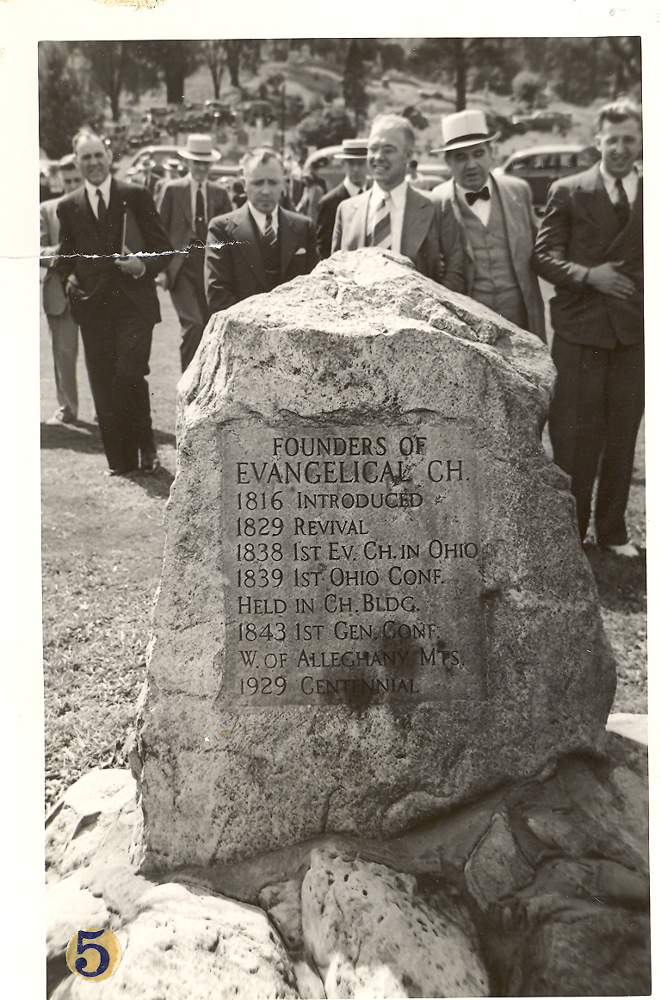 FOUNDERS OF
EVANGELICAL CH.
1816 INTRODUCED
1829 REVIVAL
1838 1ST EV. CH. IN OHIO
1839 1ST OHIO CONF.
HELD IN CH. BLDG.
1843 1ST GEN. CONF.
W. OF ALLEGHANY MTS.
1929 CENTENNIAL
5